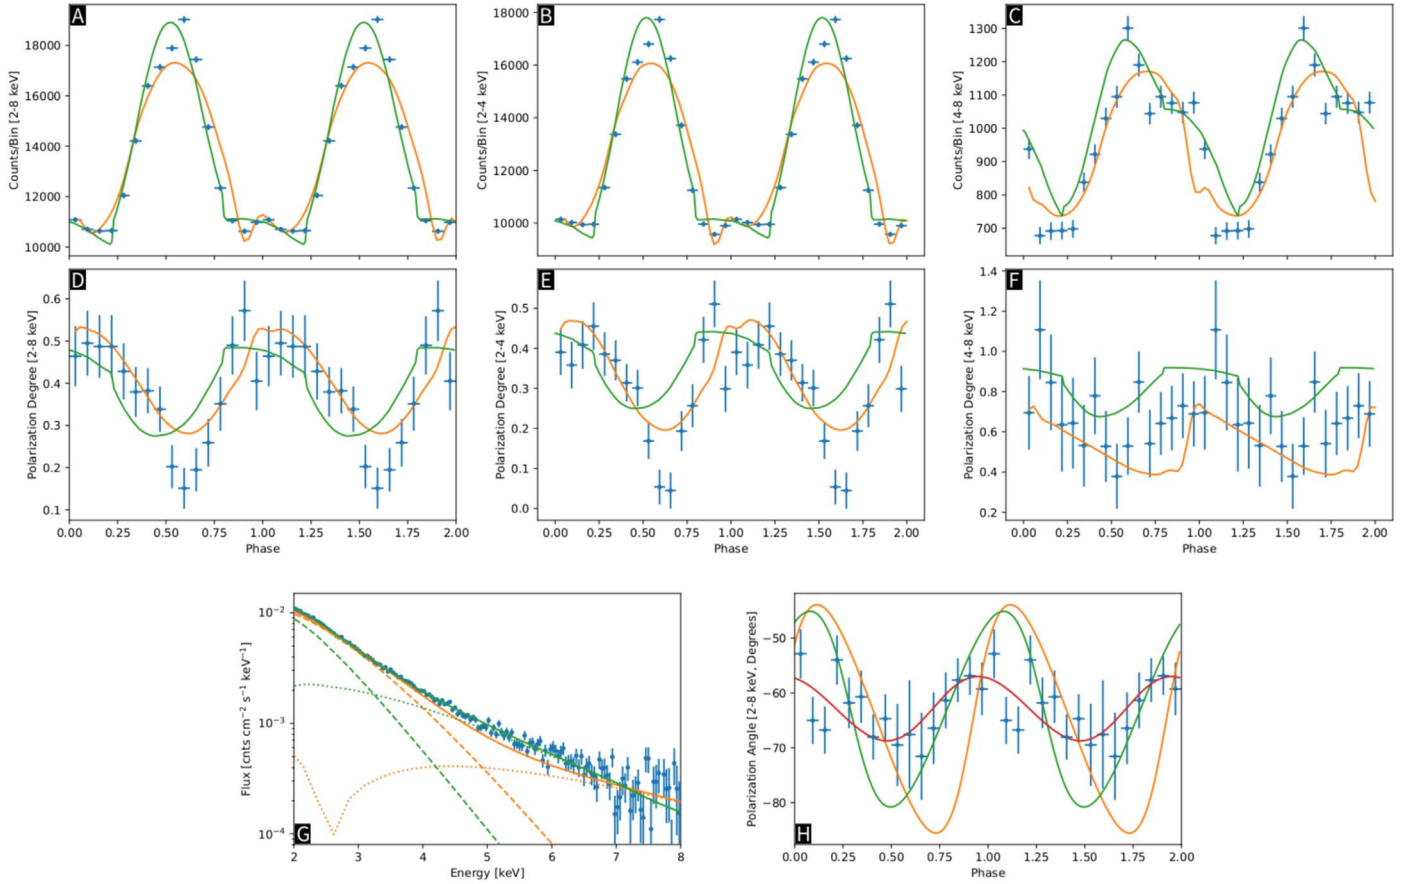 A
Counts/Bin [2-8 keV]
18000
16000
14000
12000
10000
B
Counts/Bin [2-4 keV]
18000
16000
14000
12000
10000
C
Counts/Bin [4-8 keV]
1300
1200
1100
1000
900
800
700
D
Polarization Degree [2-8 keV]
0.6
0.5
0.4
0.3
0.2
0.1
0.00 0.25 0.50 0.75 1.00 1.25 1.50 1.75 2.00
Phase
E
Polarization Degree [2-4 keV]
0.5
0.4
0.3
0.2
0.1
0.0
0.00 0.25 0.50 0.75 1.00 1.25 1.50 1.75 2.00
Phase
F
Polarization Degree [4-8 keV]
1.4
1.2
1.0
0.8
0.6
0.4
0.2
0.00 0.25 0.50 0.75 1.00 1.25 1.50 1.75 2.00
Phase
G
Flux [cnts cm⁻² s⁻¹ keV⁻¹]
10⁻²
10⁻³
10⁻⁴
2 3 4 5 6 7 8
Energy [keV]
H
Polarization Angle [2-8 keV, Degrees]
−50
−60
−70
−80
0.00 0.25 0.50 0.75 1.00 1.25 1.50 1.75 2.00
Phase